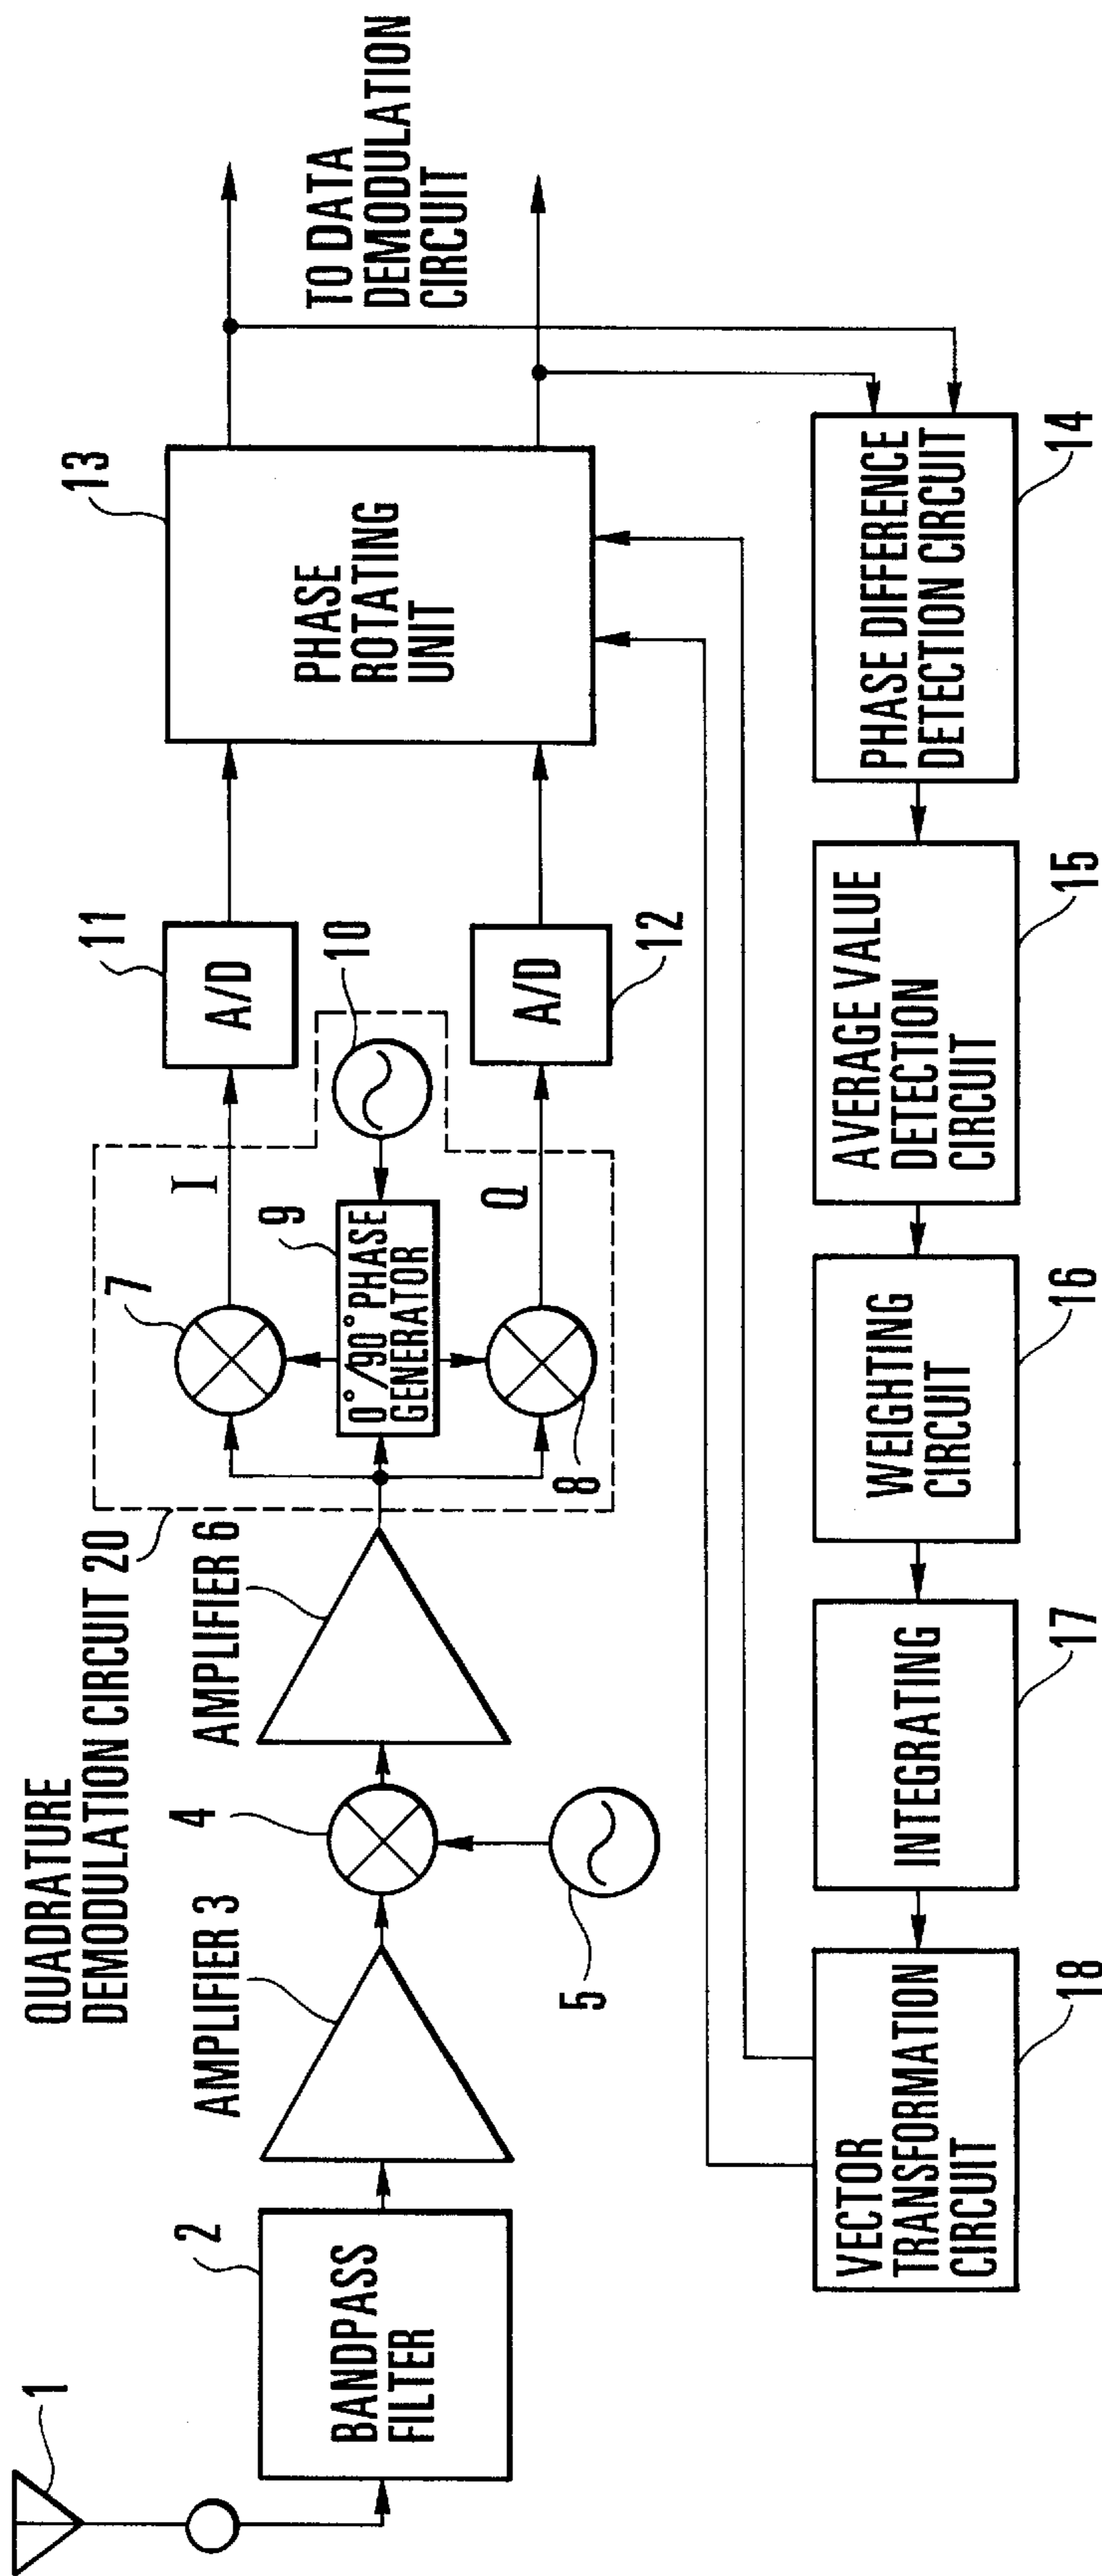 1
2
BANDPASS
FILTER
AMPLIFIER 3
4
5
AMPLIFIER 6
QUADRATURE
DEMODULATION CIRCUIT 20
7
I
9
0°/90° PHASE
GENERATOR
8
Q
10
11
A/D
A/D
12
13
PHASE
ROTATING
UNIT
TO DATA
DEMODULATION
CIRCUIT
VECTOR
TRANSFORMATION
CIRCUIT
18
INTEGRATING
17
WEIGHTING
CIRCUIT
16
AVERAGE VALUE
DETECTION
CIRCUIT
15
PHASE DIFFERENCE
DETECTION CIRCUIT
14